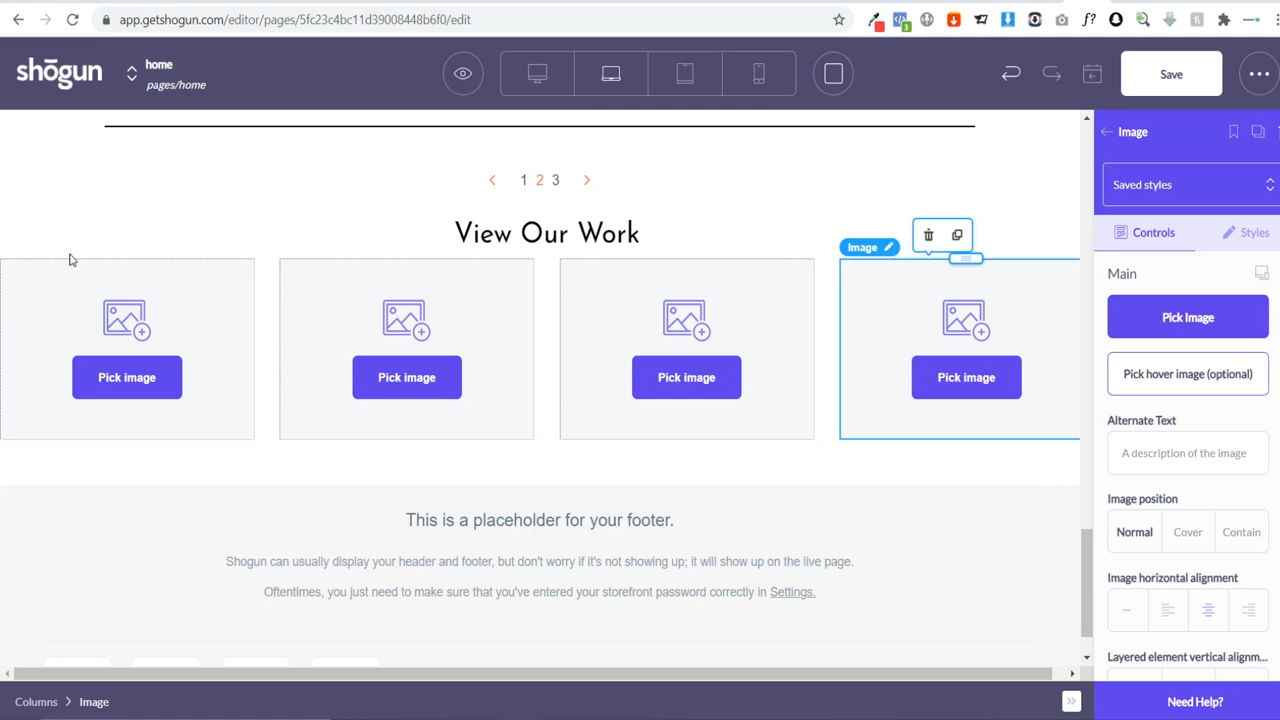 app.getshogun.com/editor/pages/5fc23c4bc11d39008448b6f0/edit
3
f?
shōgun
home
pages/home
Save
Image
Saved styles
1 2 3
View Our Work
Image
Controls
Styles
Main
Pick Image
Pick image
Pick image
Pick image
Pick image
Pick hover image (optional)
Alternate Text
A description of the image
Image position
Normal
Cover
Contain
This is a placeholder for your footer.
Shogun can usually display your header and footer, but don't worry if it's not showing up; it will show up on the live page.
Oftentimes, you just need to make sure that you've entered your storefront password correctly in Settings.
Image horizontal alignment
Layered element vertical alignm...
Columns > Image
Need Help?